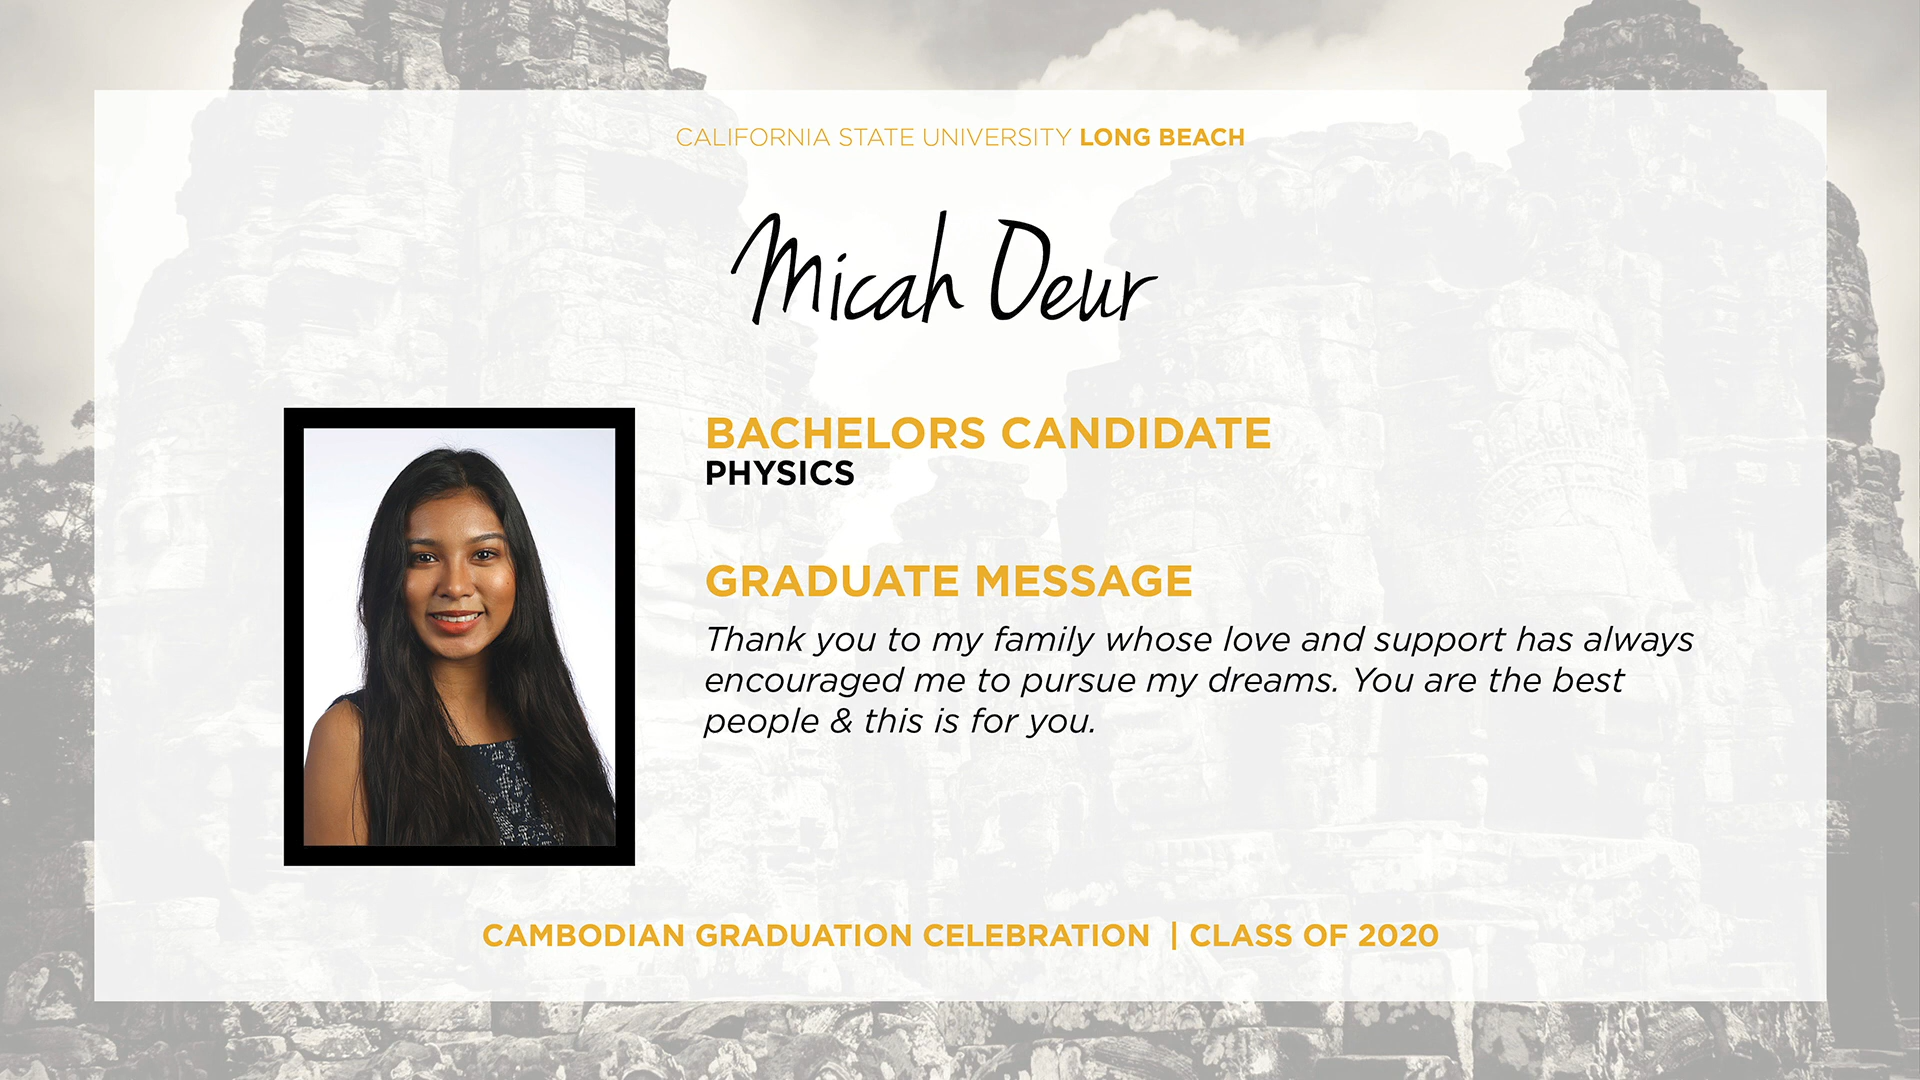 CALIFORNIA STATE UNIVERSITY LONG BEACH
Micah Oeur
BACHELORS CANDIDATE
PHYSICS
GRADUATE MESSAGE
Thank you to my family whose love and support has always
encouraged me to pursue my dreams. You are the best
people & this is for you.
CAMBODIAN GRADUATION CELEBRATION | CLASS OF 2020